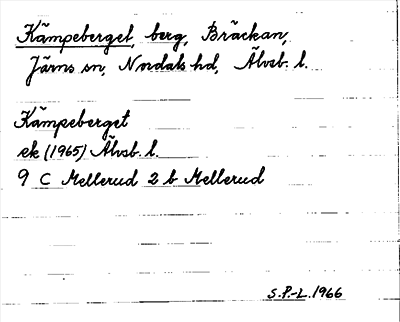 Kämpeberget, berg, Bräckan,
Järns sn, Nordals hd, Älvsb. l.
Kämpeberget
ek (1965) Älvsb. l.
9 C Mellerud 2 b Mellerud
S.P.-L. 1966